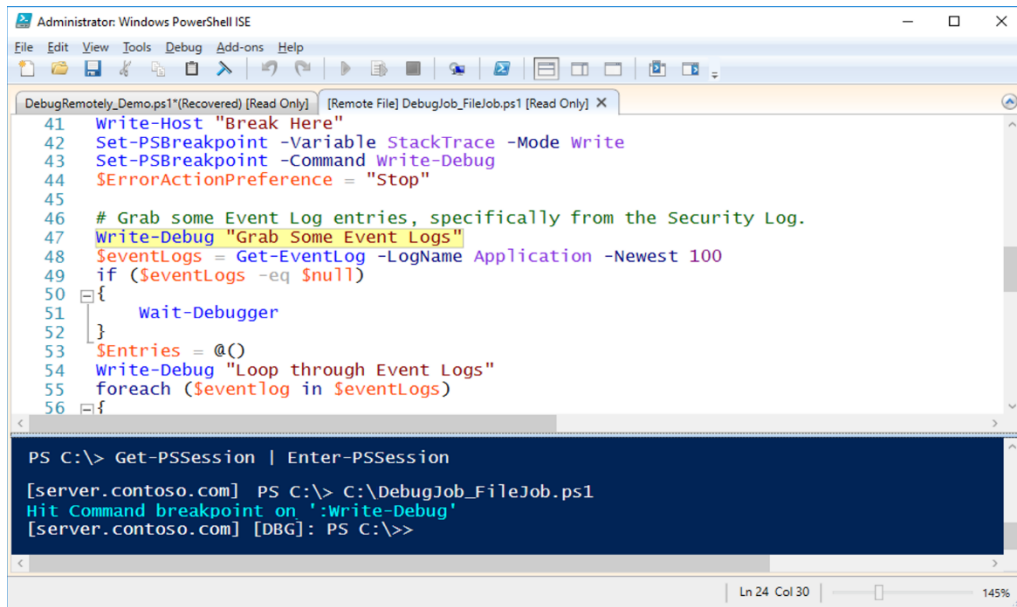 Administrator: Windows PowerShell ISE
File Edit View Tools Debug Add-ons Help
DebugRemotely_Demo.ps1*(Recovered) [Read Only] [Remote File] DebugJob_FileJob.ps1 [Read Only] X
41 Write-Host "Break Here"
42 Set-PSBreakpoint -Variable StackTrace -Mode Write
43 Set-PSBreakpoint -Command Write-Debug
44 $ErrorActionPreference = "Stop"
45
46 # Grab some Event Log entries, specifically from the Security Log.
47 Write-Debug "Grab Some Event Logs"
48 $eventLogs = Get-EventLog -LogName Application -Newest 100
49 if ($eventLogs -eq $null)
50 {
51 Wait-Debugger
52 }
53 $Entries = @()
54 Write-Debug "Loop through Event Logs"
55 foreach ($eventlog in $eventLogs)
56 {
PS C:\> Get-PSSession | Enter-PSSession
[server.contoso.com] PS C:\> C:\DebugJob_FileJob.ps1
Hit Command breakpoint on ':Write-Debug'
[server.contoso.com] [DBG]: PS C:\>>
Ln 24 Col 30 145%